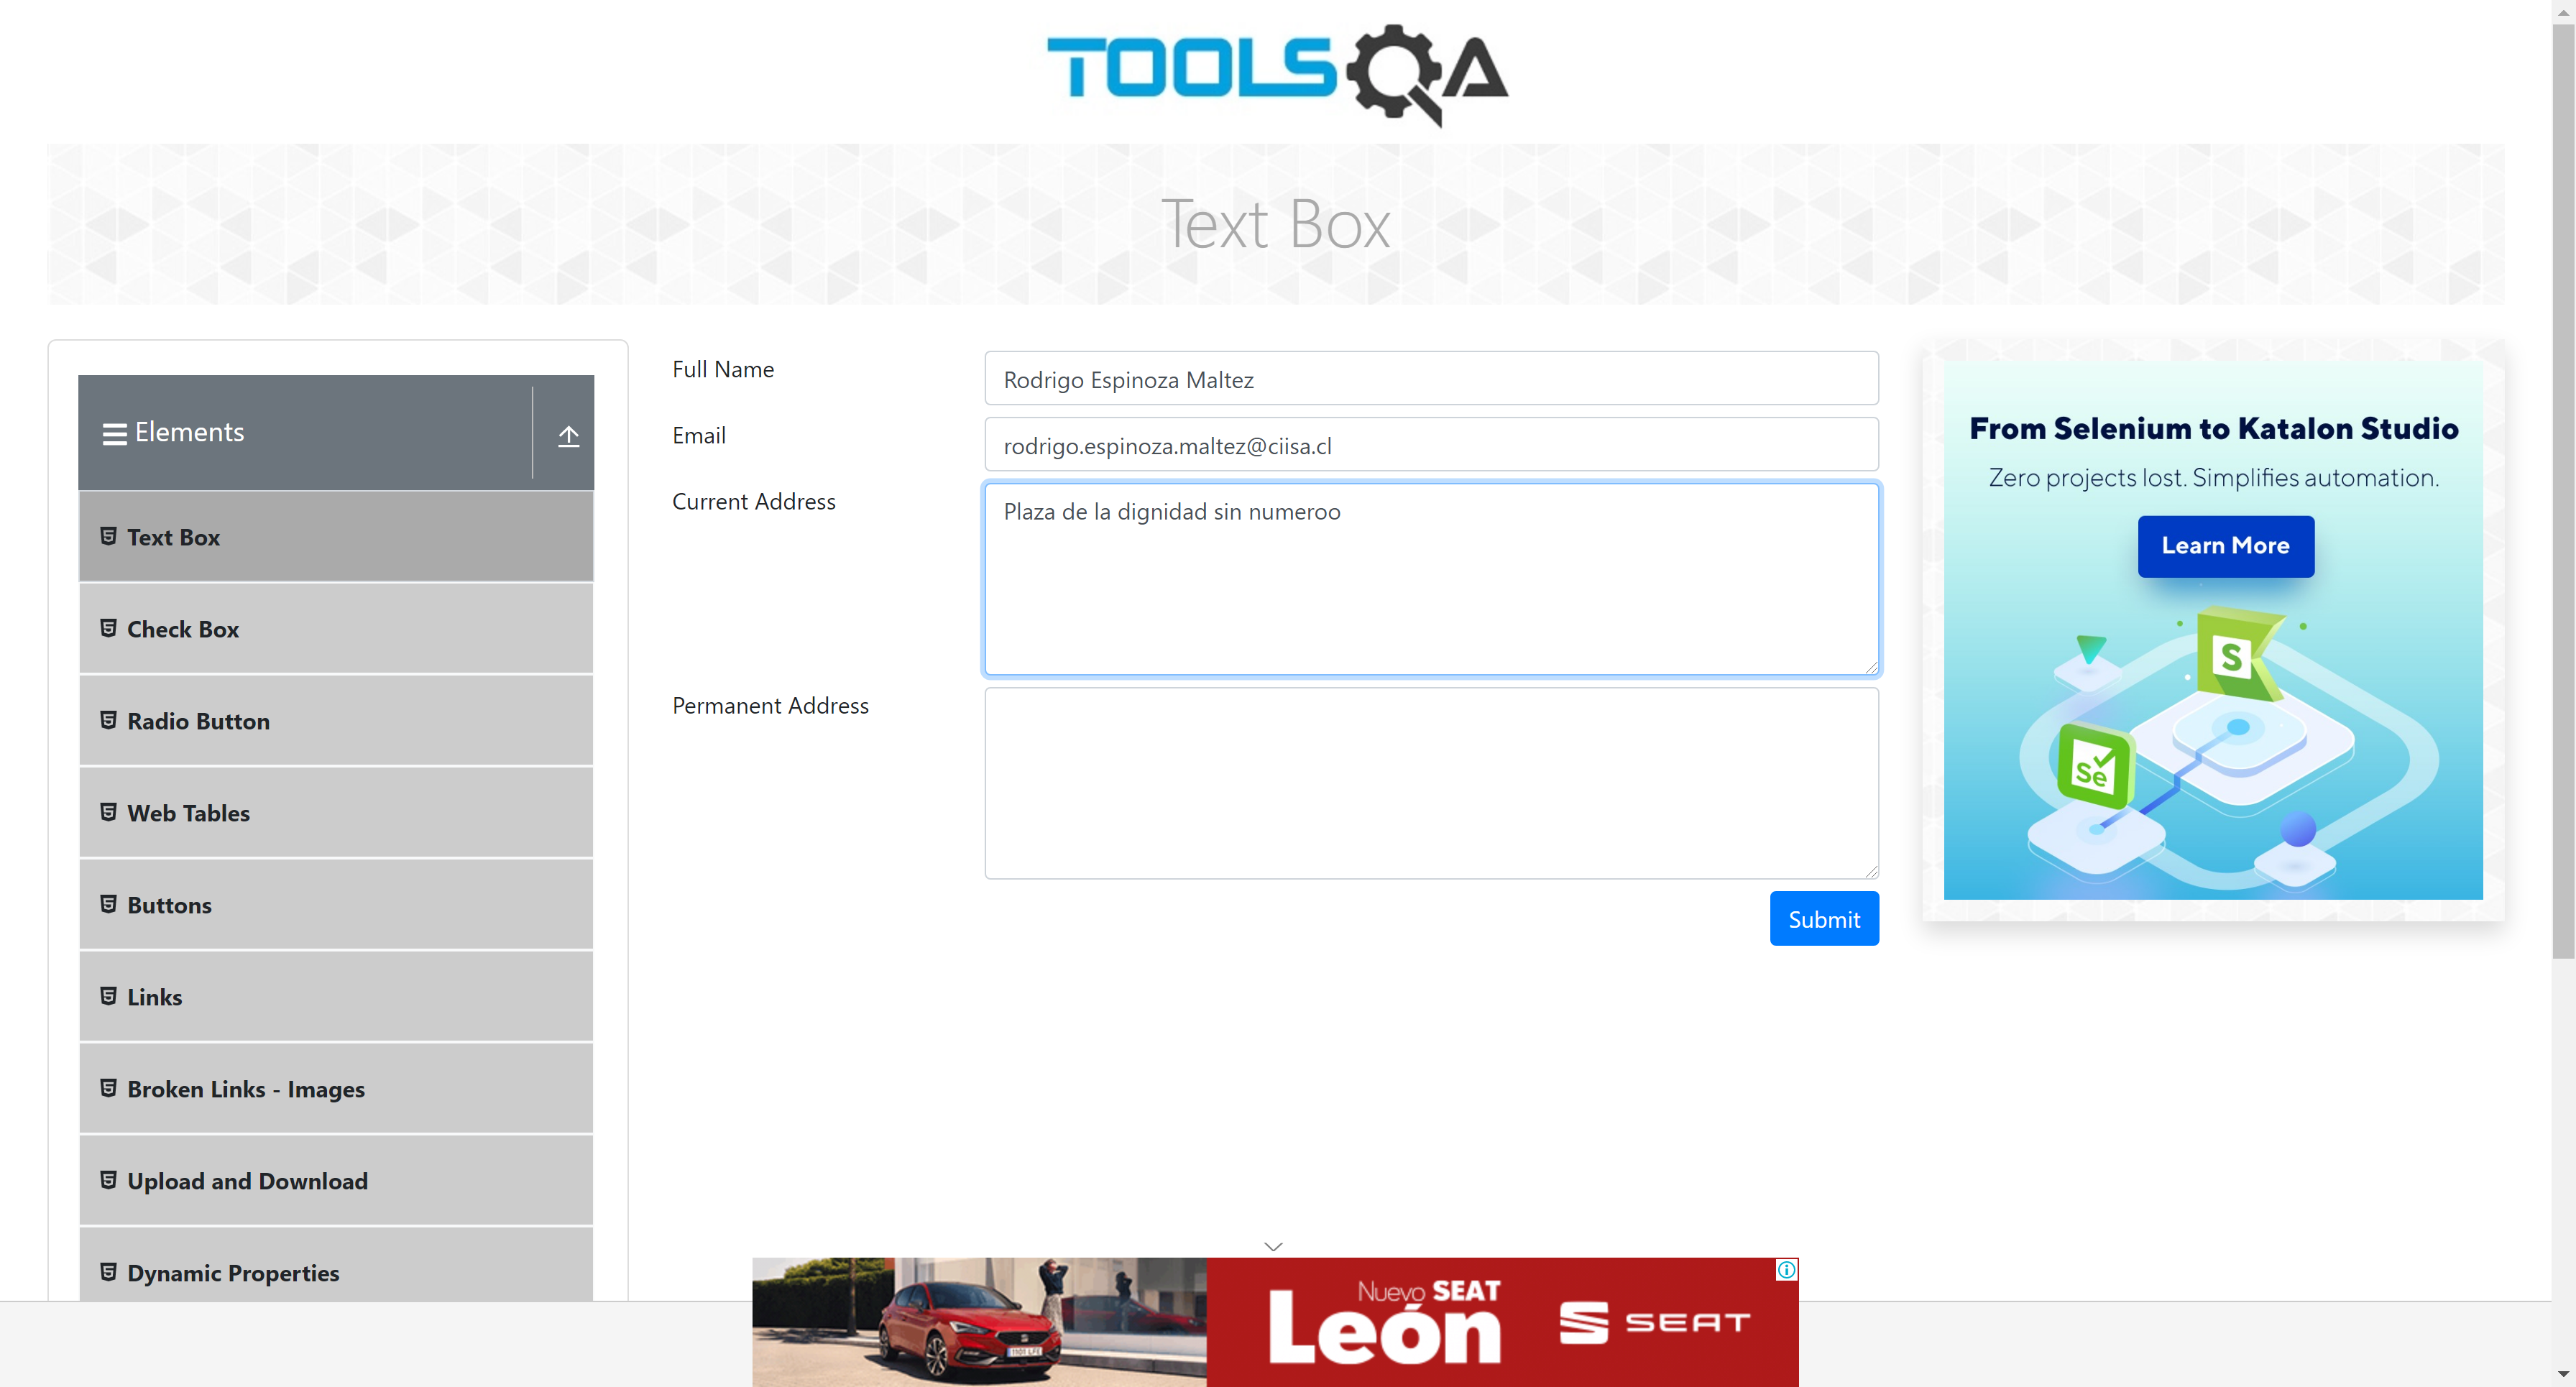 TOOLSQA
Text Box
Elements
Text Box
Check Box
Radio Button
Web Tables
Buttons
Links
Broken Links - Images
Upload and Download
Dynamic Properties
Full Name
Rodrigo Espinoza Maltez
Email
rodrigo.espinoza.maltez@ciisa.cl
Current Address
Plaza de la dignidad sin numeroo
Permanent Address
Submit
From Selenium to Katalon Studio
Zero projects lost. Simplifies automation.
Learn More
S
Se
Nuevo SEAT
León
SEAT